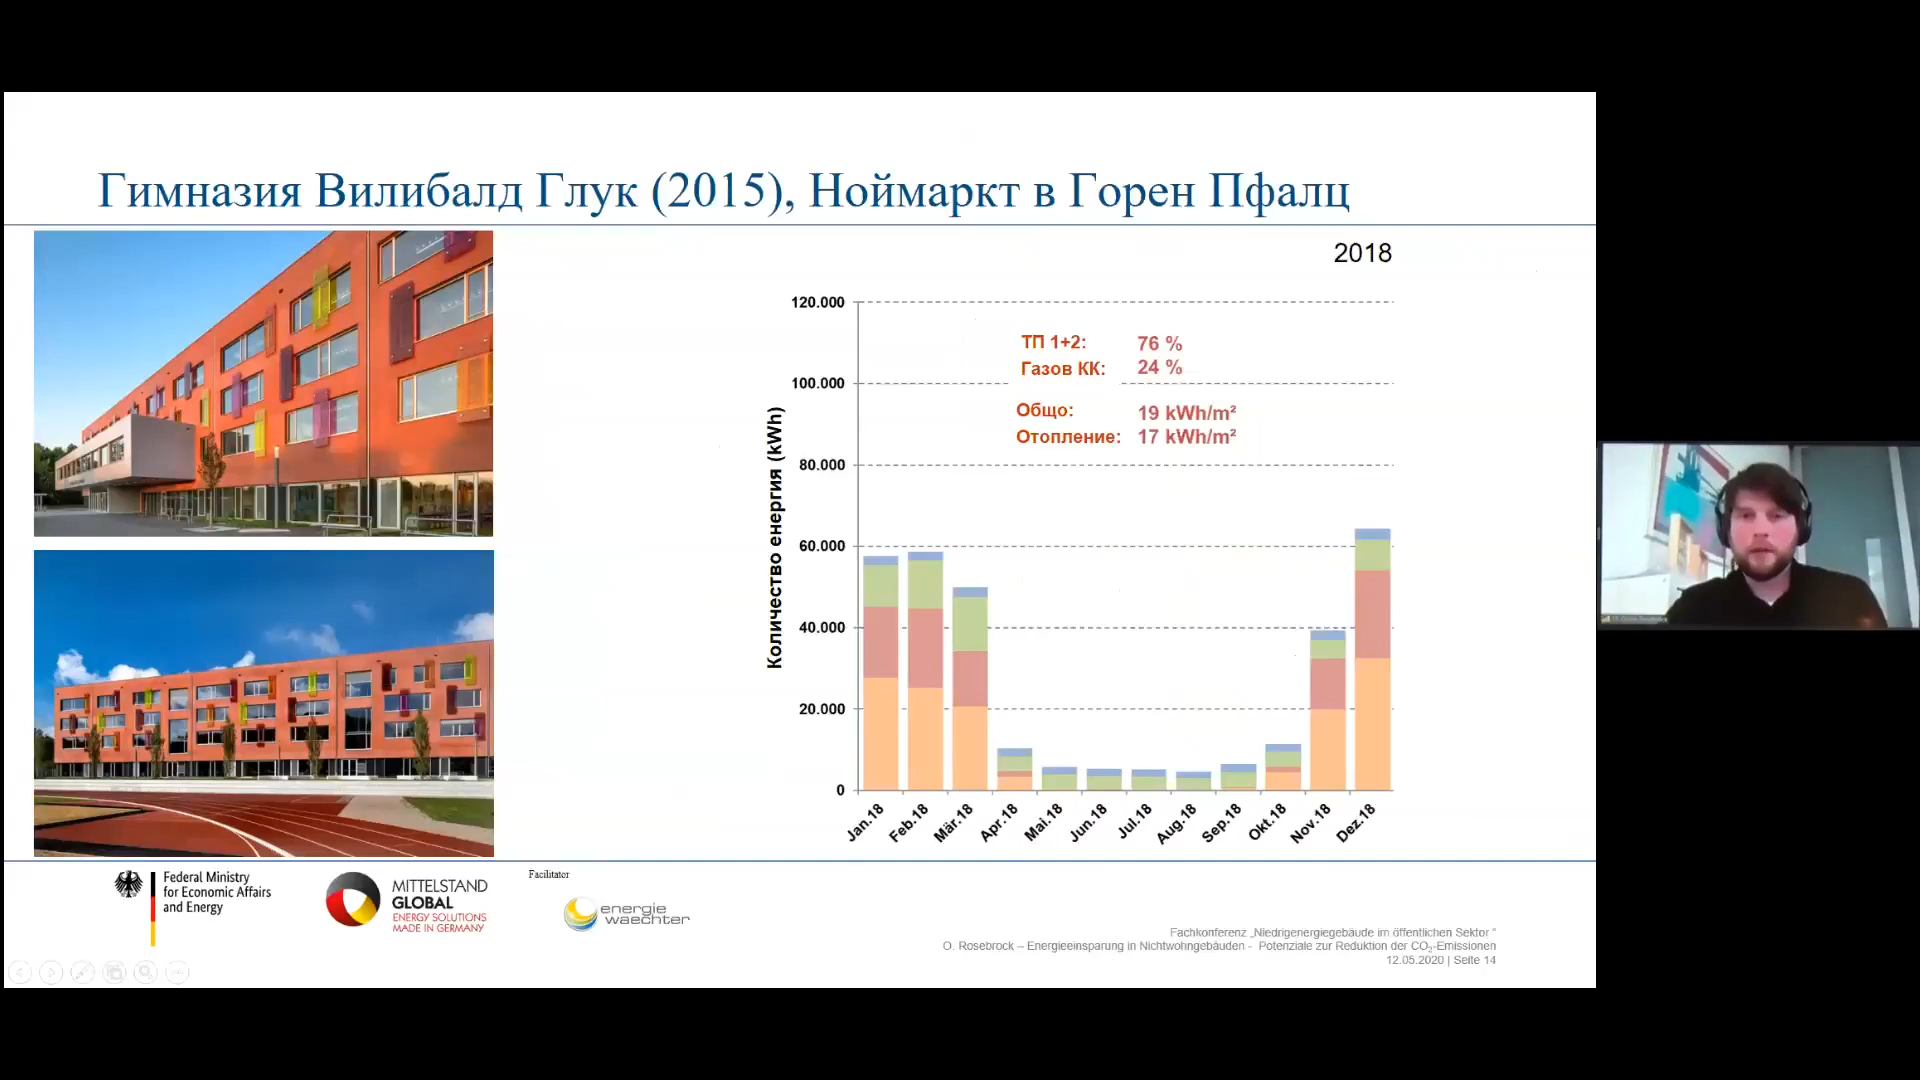 Гимназия Вилибалд Глук (2015), Ноймаркт в Горен Пфалц
2018
Количество енергия (kWh)
120.000
100.000
80.000
60.000
40.000
20.000
0
ТП 1+2: 76 %
Газов КК: 24 %
Общо: 19 kWh/m²
Отопление: 17 kWh/m²
Jan.18
Feb.18
Mär.18
Apr.18
Mai.18
Jun.18
Jul.18
Aug.18
Sep.18
Okt.18
Nov.18
Dez.18
Federal Ministry
for Economic Affairs
and Energy
MITTELSTAND
GLOBAL
ENERGY SOLUTIONS
MADE IN GERMANY
Facilitator
energie
waechter
Fachkonferenz „Niedrigenergiegebäude im öffentlichen Sektor “
O. Rosebrock – Energieeinsparung in Nichtwohngebäuden - Potenziale zur Reduktion der CO₂-Emissionen
12.05.2020 | Seite 14